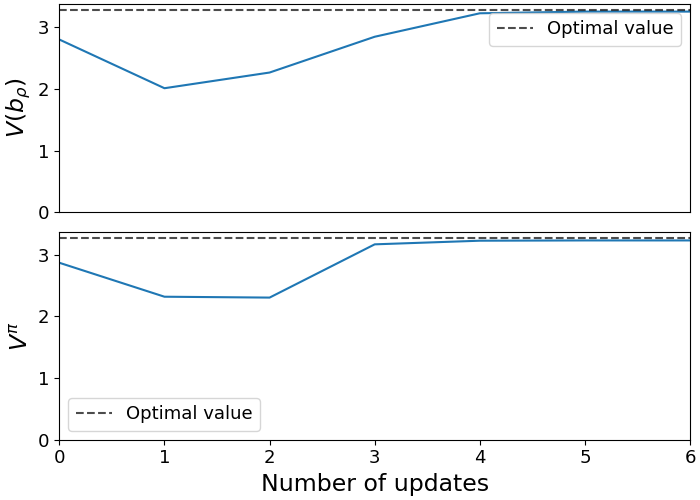 3
2
1
0
V(b_ρ)
Optimal value
3
2
1
0
V^π
Optimal value
0 1 2 3 4 5 6
Number of updates